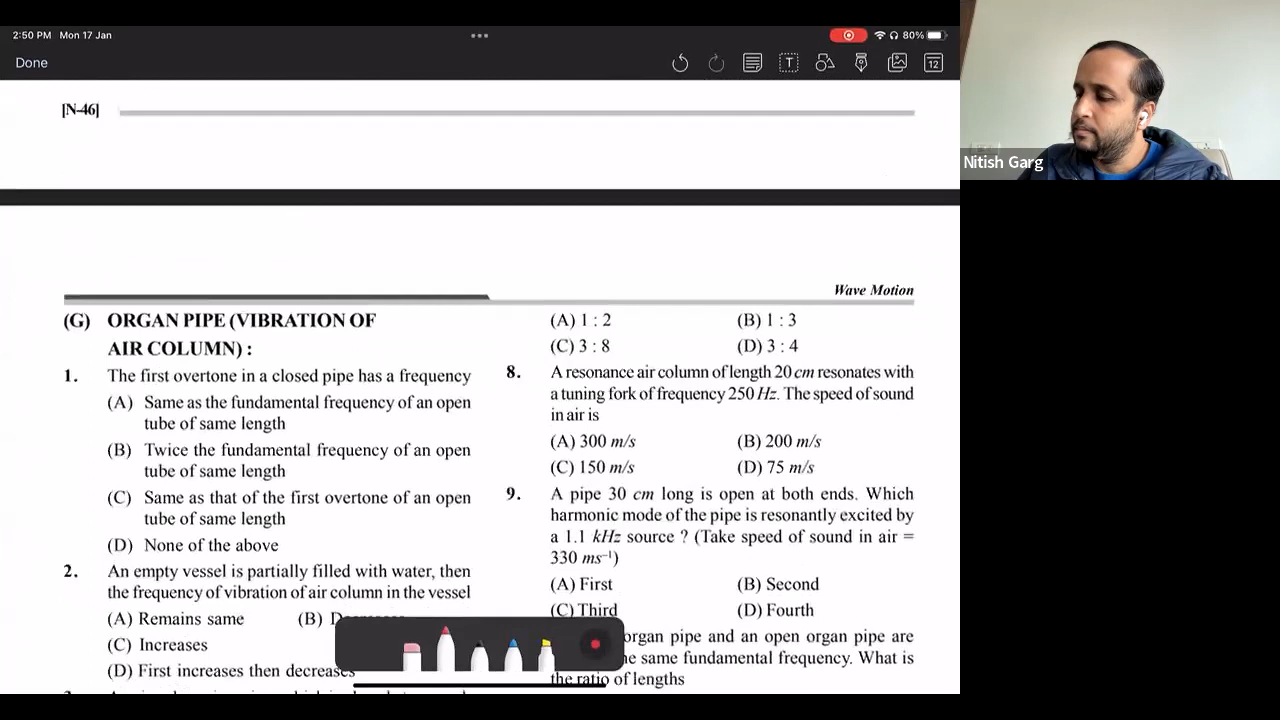 2:50 PM Mon 17 Jan
80%
Done
T
12
[N-46]
Nitish Garg
Wave Motion
(G) ORGAN PIPE (VIBRATION OF
AIR COLUMN) :
1. The first overtone in a closed pipe has a frequency
(A) Same as the fundamental frequency of an open
tube of same length
(B) Twice the fundamental frequency of an open
tube of same length
(C) Same as that of the first overtone of an open
tube of same length
(D) None of the above
2. An empty vessel is partially filled with water, then
the frequency of vibration of air column in the vessel
(A) Remains same (B)
(C) Increases
(D) First increases then decreases
(A) 1 : 2 (B) 1 : 3
(C) 3 : 8 (D) 3 : 4
8. A resonance air column of length 20 cm resonates with
a tuning fork of frequency 250 Hz. The speed of sound
in air is
(A) 300 m/s (B) 200 m/s
(C) 150 m/s (D) 75 m/s
9. A pipe 30 cm long is open at both ends. Which
harmonic mode of the pipe is resonantly excited by
a 1.1 kHz source ? (Take speed of sound in air =
330 ms⁻¹)
(A) First (B) Second
(C) Third (D) Fourth
organ pipe and an open organ pipe are
same fundamental frequency. What is
the ratio of lengths